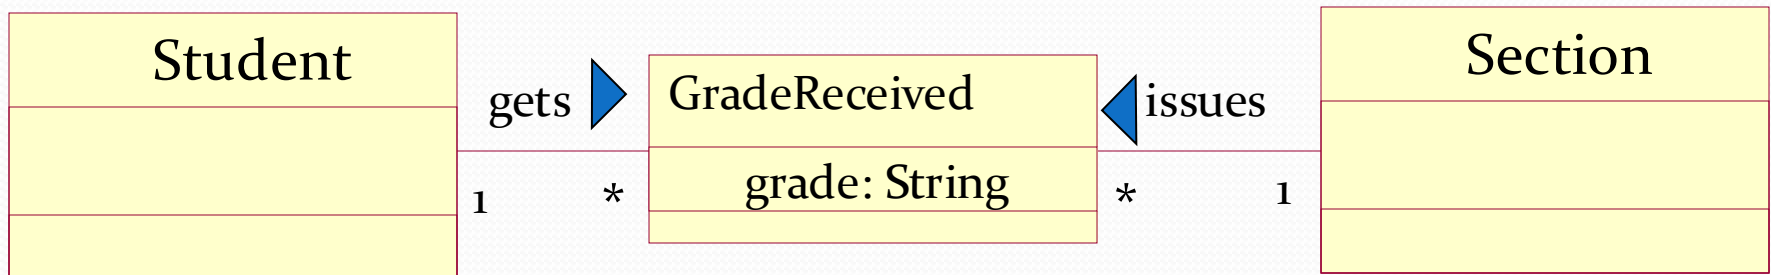 Student
gets
GradeReceived
issues
Section
grade: String
1
*
*
1